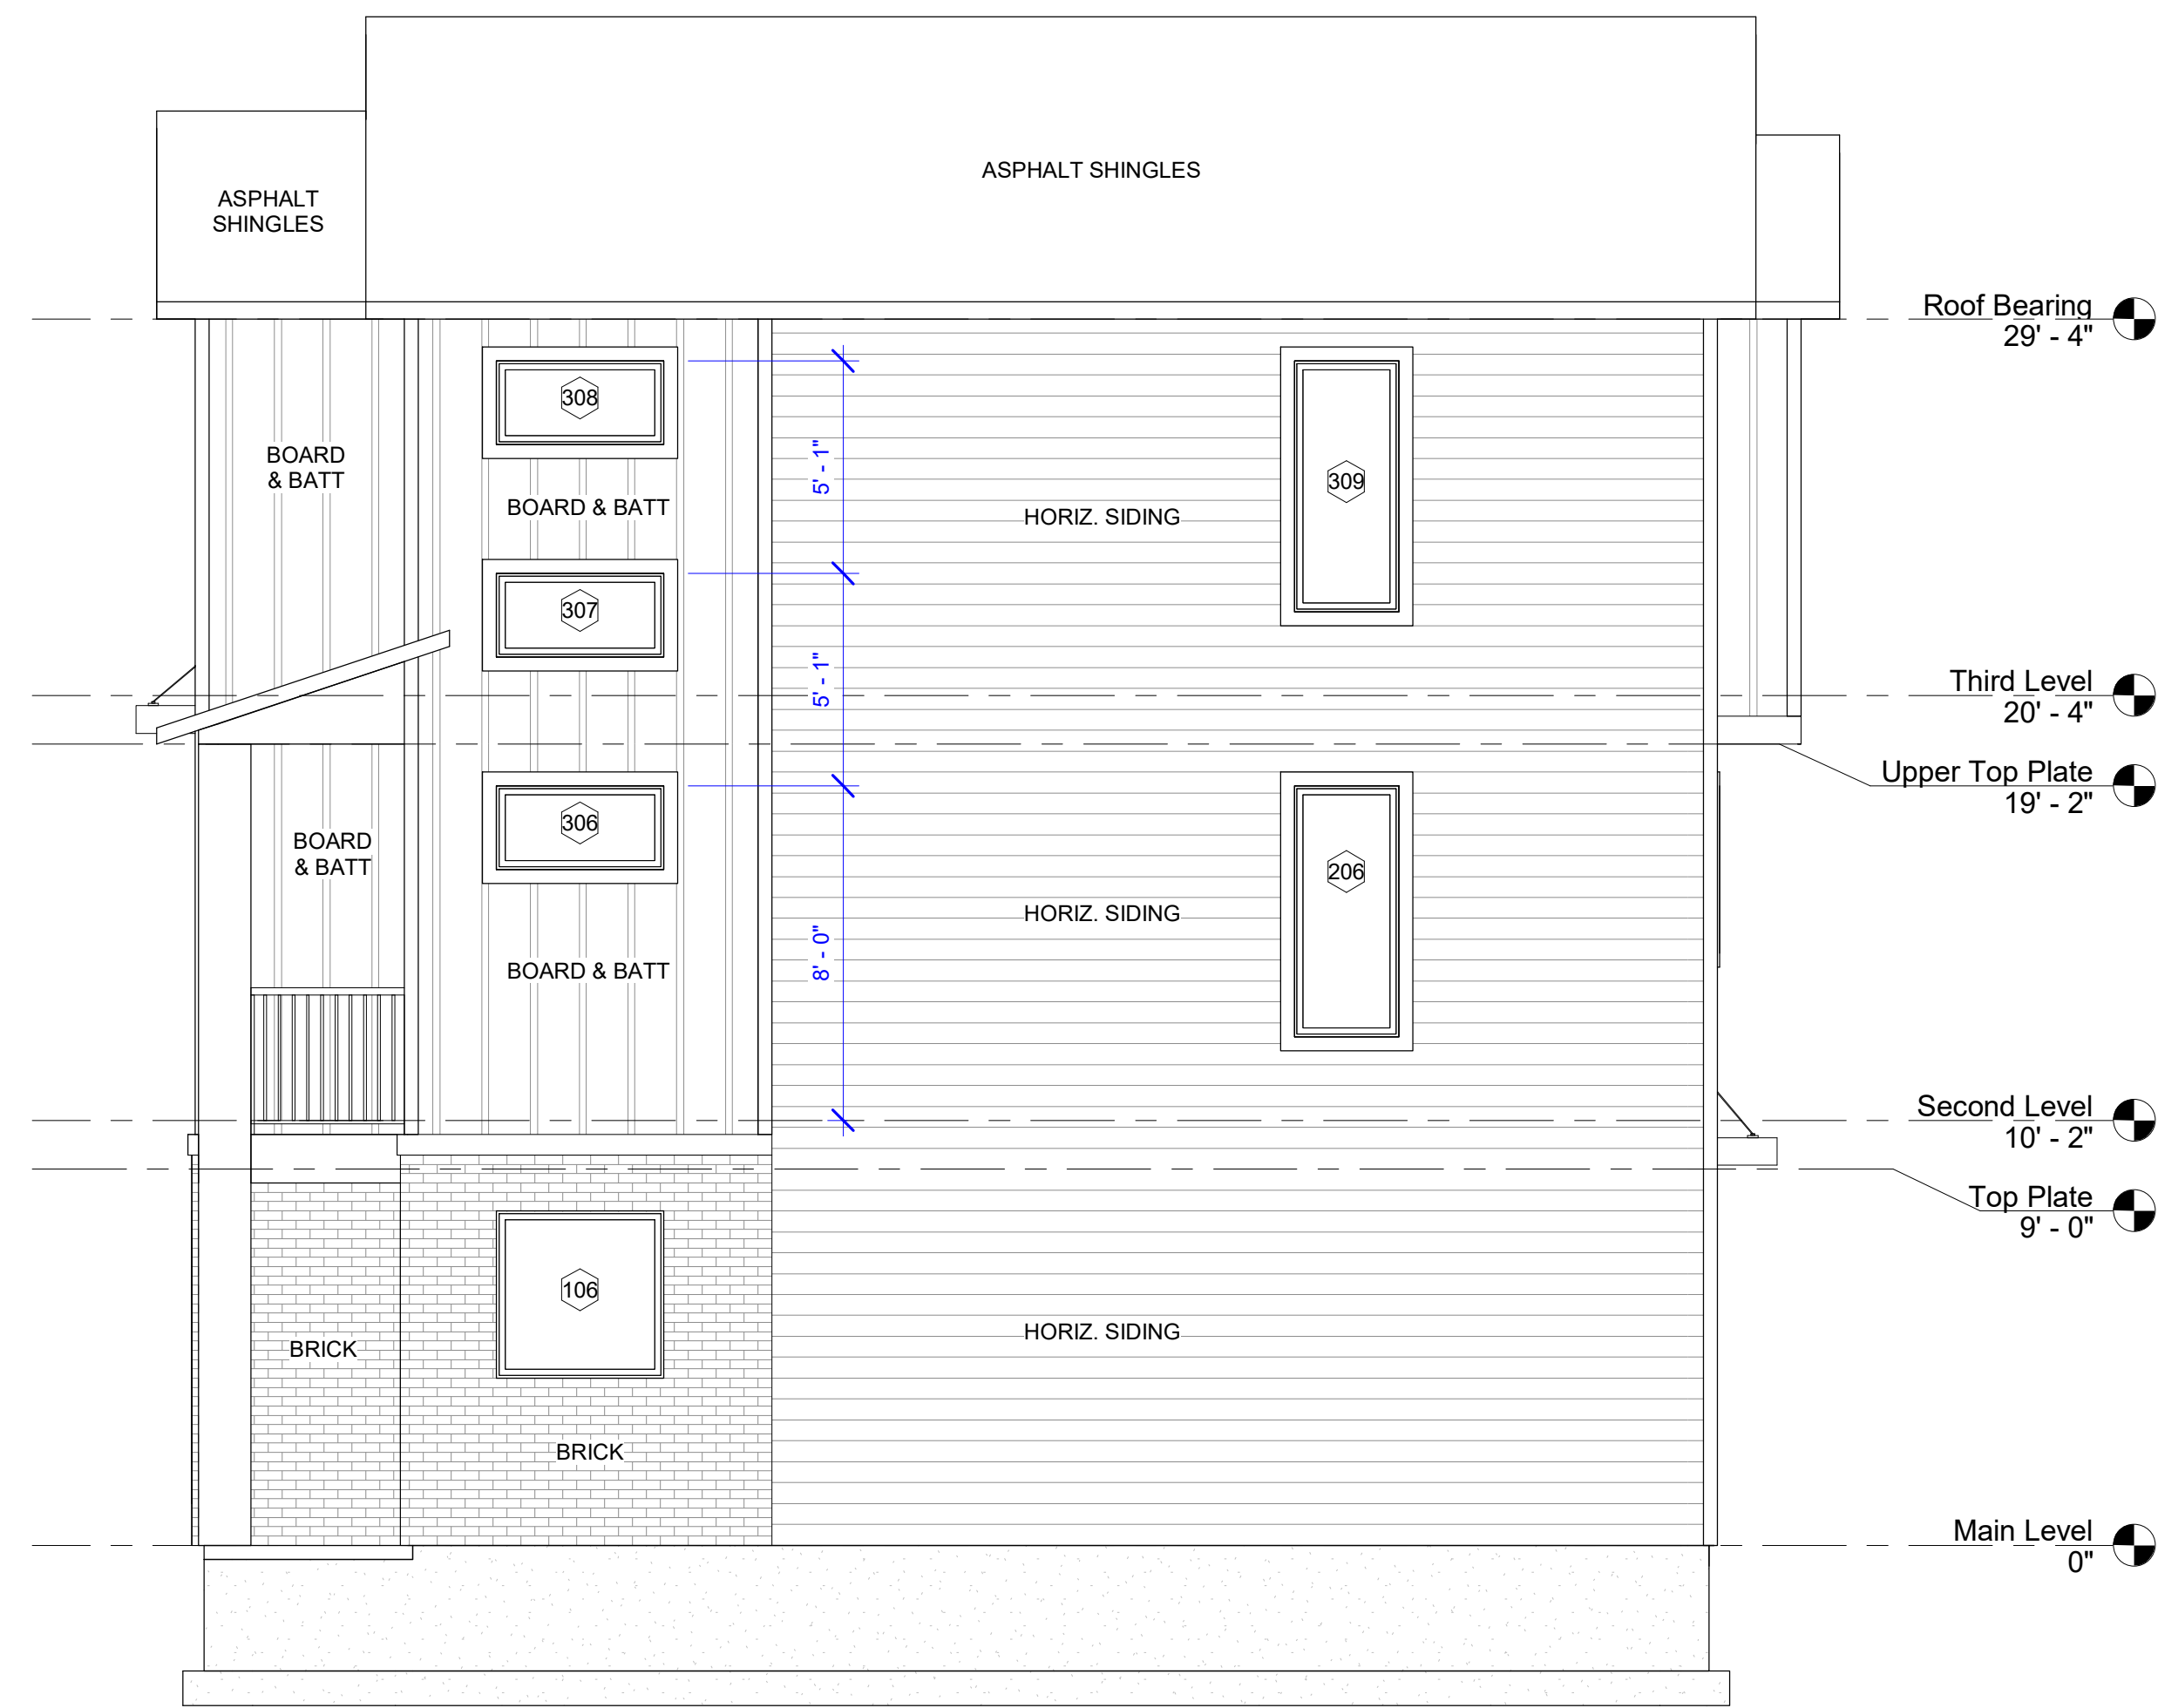 ASPHALT SHINGLES
ASPHALT
SHINGLES
Roof Bearing
29' - 4"
308
BOARD
& BATT
5' - 1"
309
BOARD & BATT
HORIZ. SIDING
307
5' - 1"
Third Level
20' - 4"
Upper Top Plate
19' - 2"
306
BOARD
& BATT
206
HORIZ. SIDING
8' - 0"
BOARD & BATT
Second Level
10' - 2"
Top Plate
9' - 0"
106
HORIZ. SIDING
BRICK
BRICK
Main Level
0"